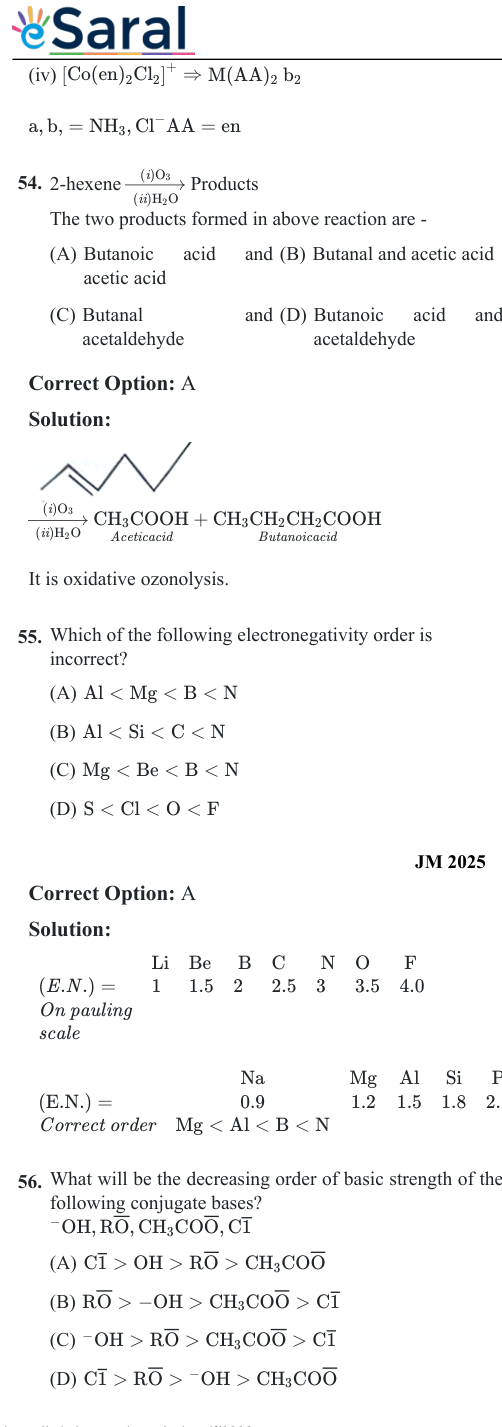 eSaral
(iv) [Co(en)₂Cl₂]⁺ ⇒ M(AA)₂ b₂
a, b, = NH₃, Cl⁻ AA = en
54. 2-hexene (i)O₃ (ii)H₂O → Products
The two products formed in above reaction are -
(A) Butanoic acid and (B) Butanal and acetic acid
acetic acid
(C) Butanal and (D) Butanoic acid and
acetaldehyde acetaldehyde
Correct Option: A
Solution:
(i)O₃ (ii)H₂O → CH₃COOH + CH₃CH₂CH₂COOH
Aceticacid Butanoicacid
It is oxidative ozonolysis.
55. Which of the following electronegativity order is
incorrect?
(A) Al < Mg < B < N
(B) Al < Si < C < N
(C) Mg < Be < B < N
(D) S < Cl < O < F
JM 2025
Correct Option: A
Solution:
Li Be B C N O F
(E.N.) = 1 1.5 2 2.5 3 3.5 4.0
On pauling
scale
Na Mg Al Si P
(E.N.) = 0.9 1.2 1.5 1.8 2.
Correct order Mg < Al < B < N
56. What will be the decreasing order of basic strength of the
following conjugate bases?
⁻OH, RO̅, CH₃COO̅, Cl̅
(A) Cl̅ > OH > RO̅ > CH₃COO̅
(B) RO̅ > −OH > CH₃COO̅ > Cl̅
(C) ⁻OH > RO̅ > CH₃COO̅ > Cl̅
(D) Cl̅ > RO̅ > ⁻OH > CH₃COO̅